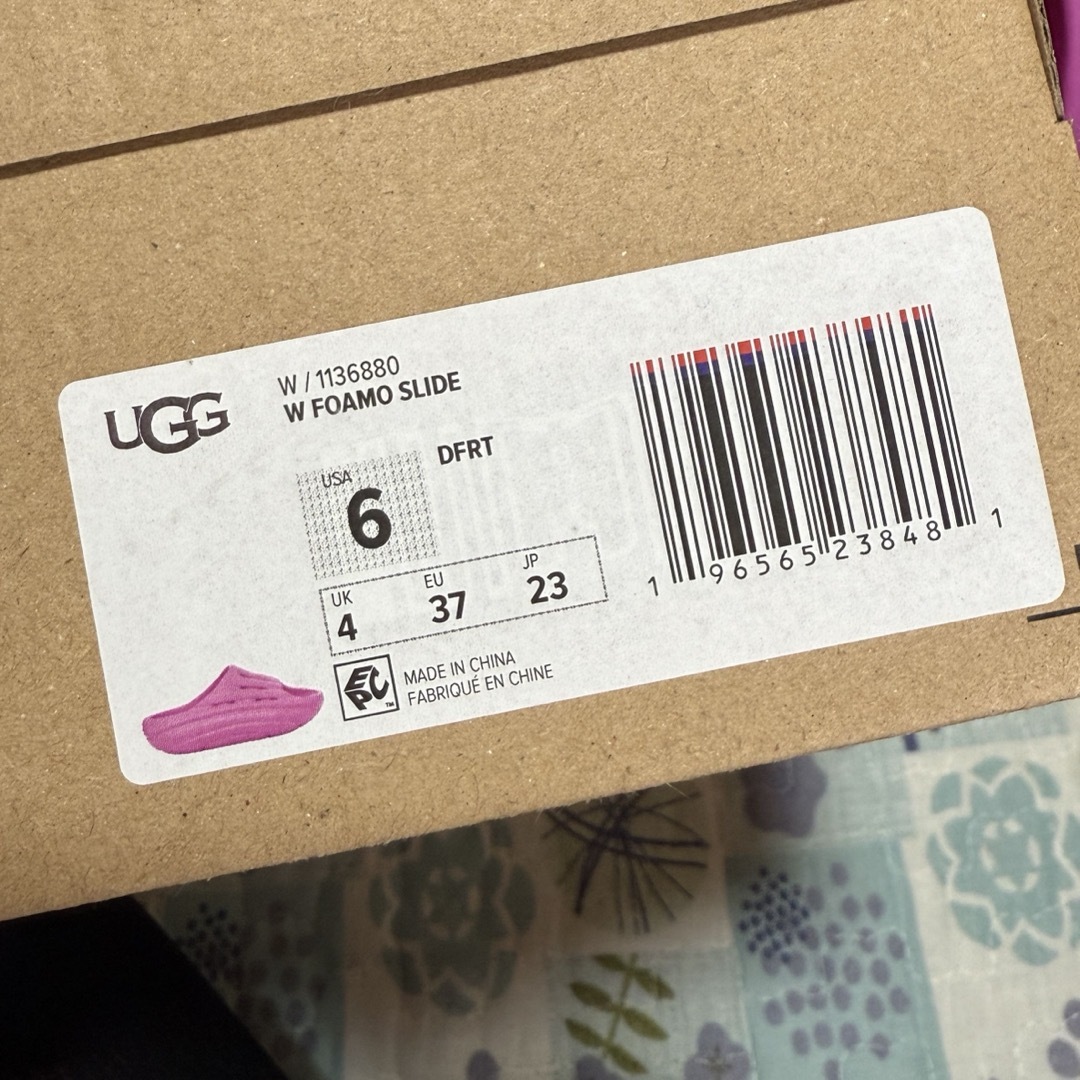 UGG
W / 1136880
W FOAMO SLIDE
DFRT
USA
6
UK
4
EU
37
JP
23
EPC TM
MADE IN CHINA
FABRIQUÉ EN CHINE
1 96565 23848 1